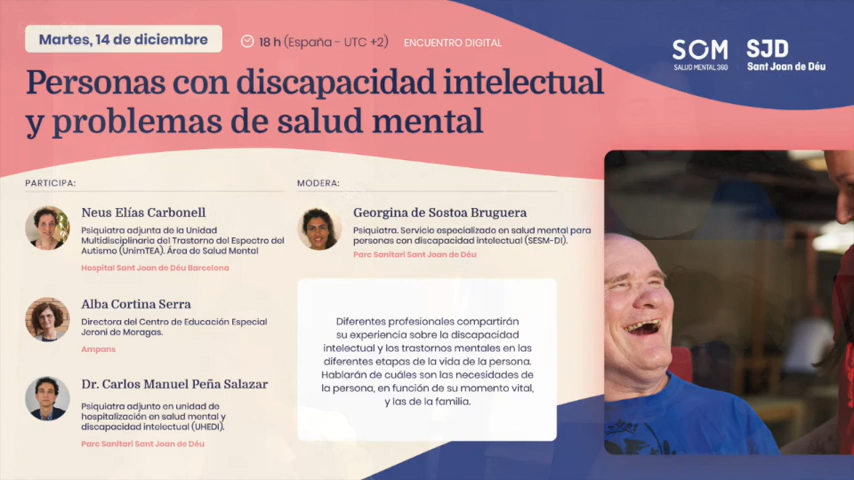 Martes, 14 de diciembre
18 h (España - UTC +2)
ENCUENTRO DIGITAL
SOM
SALUD MENTAL 360
SJD
Sant Joan de Déu
Personas con discapacidad intelectual
y problemas de salud mental
PARTICIPA:
Neus Elías Carbonell
Psiquiatra adjunta de la Unidad
Multidisciplinaria del Trastorno del Espectro del
Autismo (UnimTEA). Área de Salud Mental
Hospital Sant Joan de Déu Barcelona
Alba Cortina Serra
Directora del Centro de Educación Especial
Jeroni de Moragas.
Ampans
Dr. Carlos Manuel Peña Salazar
Psiquiatra adjunto en unidad de
hospitalización en salud mental y
discapacidad intelectual (UHEDI).
Parc Sanitari Sant Joan de Déu
MODERA:
Georgina de Sostoa Bruguera
Psiquiatra. Servicio especializado en salud mental para
personas con discapacidad intelectual (SESM-DI).
Parc Sanitari Sant Joan de Déu
Diferentes profesionales compartirán
su experiencia sobre la discapacidad
intelectual y los trastornos mentales en las
diferentes etapas de la vida de la persona.
Hablarán de cuáles son las necesidades de
la persona, en función de su momento vital,
y las de la familia.